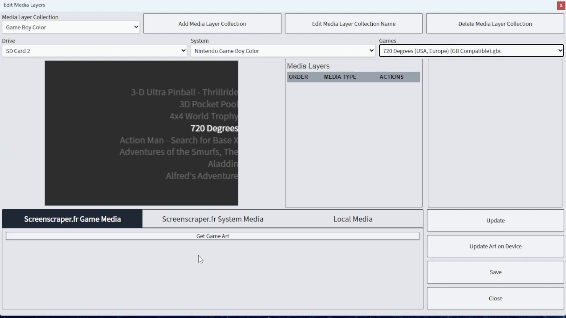 Edit Media Layers
x
Media Layer Collection
Game Boy Color
Add Media Layer Collection
Edit Media Layer Collection Name
Delete Media Layer Collection
Drive
System
Games
SD Card 2
Nintendo Game Boy Color
720 Degrees (USA, Europe) (GB Compatible).gbc
Media Layers
ORDER MEDIA TYPE ACTIONS
3-D Ultra Pinball - Thrillride
3D Pocket Pool
4x4 World Trophy
720 Degrees
Action Man - Search for Base X
Adventures of the Smurfs, The
Aladdin
Alfred's Adventure
Screenscraper.fr Game Media
Screenscraper.fr System Media
Local Media
Get Game Art
Update
Update Art on Device
Save
Close